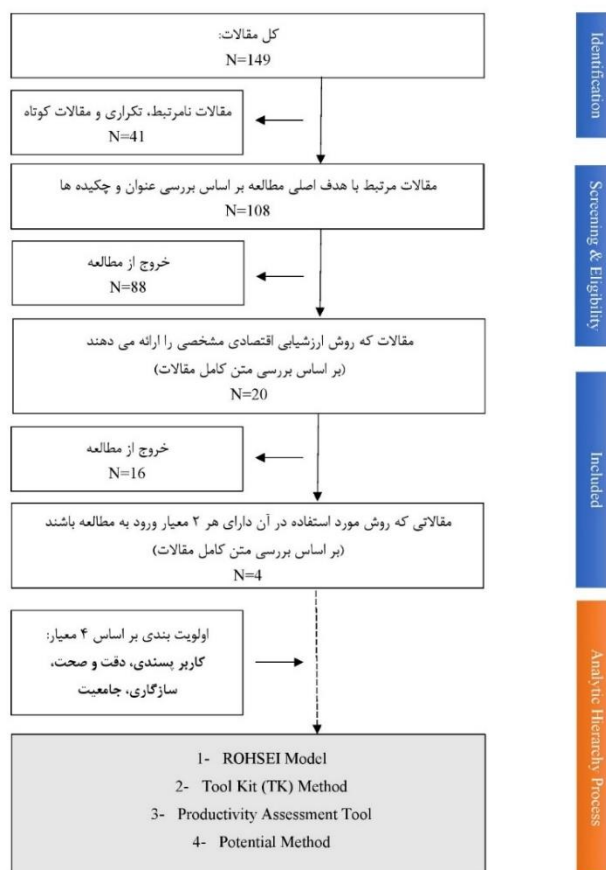 کل مقالات:
N=149
مقالات نامرتبط، تکراری و مقالات کوتاه
N=41
مقالات مرتبط با هدف اصلی مطالعه بر اساس بررسی عنوان و چکیده ها
N=108
خروج از مطالعه
N=88
مقالات که روش ارزشیابی اقتصادی مشخصی را ارائه می دهند
(بر اساس بررسی متن کامل مقالات)
N=20
خروج از مطالعه
N=16
مقالاتی که روش مورد استفاده در آن دارای هر ۲ معیار ورود به مطالعه باشند
(بر اساس بررسی متن کامل مقالات)
N=4
اولویت بندی بر اساس ۴ معیار:
کاربر پسندی، دقت و صحت،
سازگاری، جامعیت
1- ROHSEI Model
2- Tool Kit (TK) Method
3- Productivity Assessment Tool
4- Potential Method
Identification
Screening & Eligibility
Included
Analytic Hierarchy Process